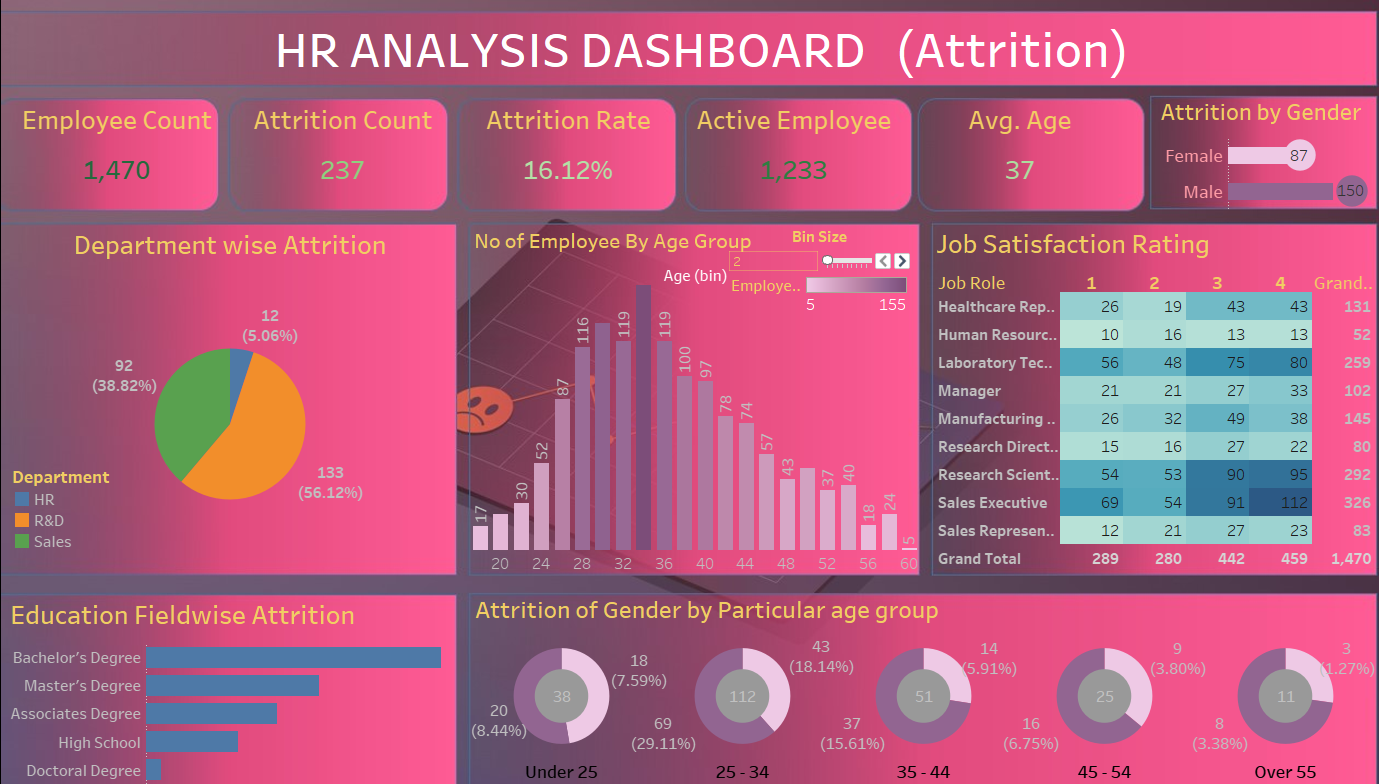 HR ANALYSIS DASHBOARD (Attrition)
Employee Count
1,470
Attrition Count
237
Attrition Rate
16.12%
Active Employee
1,233
Avg. Age
37
Attrition by Gender
Female 87
Male 150
Department wise Attrition
12
(5.06%)
92
(38.82%)
133
(56.12%)
Department
HR
R&D
Sales
No of Employee By Age Group
Bin Size
2
Age (bin)
Employe..
5 155
17 30 52 87 116 119 119 100 97 78 74 57 43 37 40 18 24 5
20 24 28 32 36 40 44 48 52 56 60
Job Satisfaction Rating
Job Role 1 2 3 4 Grand..
Healthcare Rep.. 26 19 43 43 131
Human Resourc.. 10 16 13 13 52
Laboratory Tec.. 56 48 75 80 259
Manager 21 21 27 33 102
Manufacturing .. 26 32 49 38 145
Research Direct.. 15 16 27 22 80
Research Scient.. 54 53 90 95 292
Sales Executive 69 54 91 112 326
Sales Represen.. 12 21 27 23 83
Grand Total 289 280 442 459 1,470
Education Fieldwise Attrition
Bachelor's Degree
Master's Degree
Associates Degree
High School
Doctoral Degree
Attrition of Gender by Particular age group
18
(7.59%)
38
20
(8.44%)
Under 25
43
(18.14%)
112
69
(29.11%)
25 - 34
14
(5.91%)
51
37
(15.61%)
35 - 44
9
(3.80%)
25
16
(6.75%)
45 - 54
3
(1.27%)
11
8
(3.38%)
Over 55